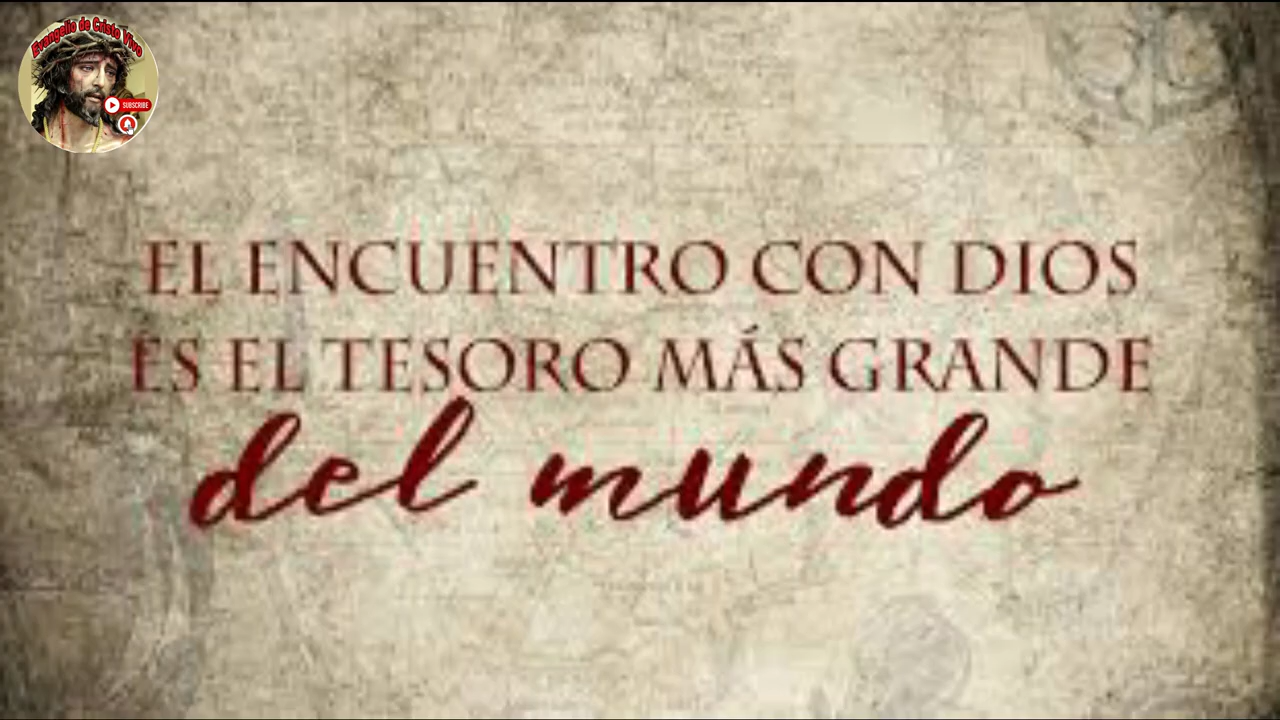 Evangelio de Cristo Vivo
SUBSCRIBE
EL ENCUENTRO CON DIOS
ES EL TESORO MÁS GRANDE
del mundo